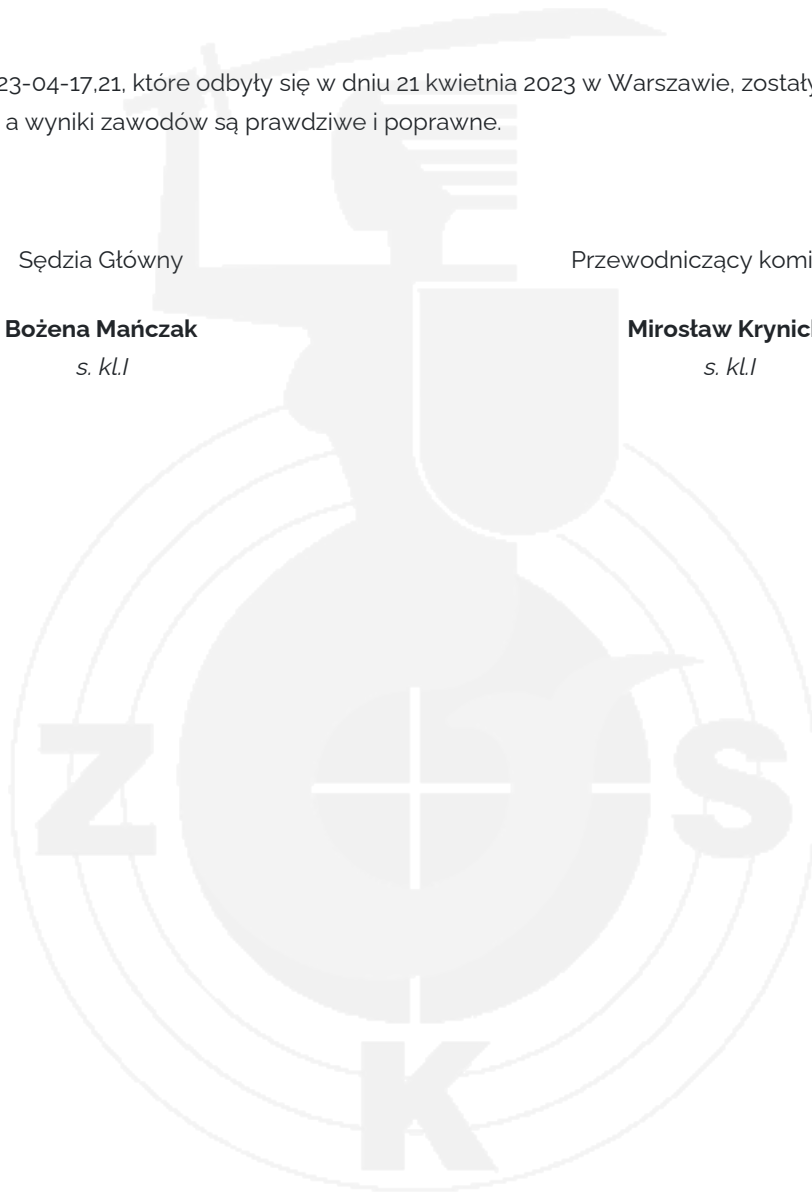 23-04-17,21, które odbyły się w dniu 21 kwietnia 2023 w Warszawie, zostały
a wyniki zawodów są prawdziwe i poprawne.
Sędzia Główny
Przewodniczący komi
Bożena Mańczak
Mirosław Krynic
s. kl.I
s. kl.I
Z
S
K